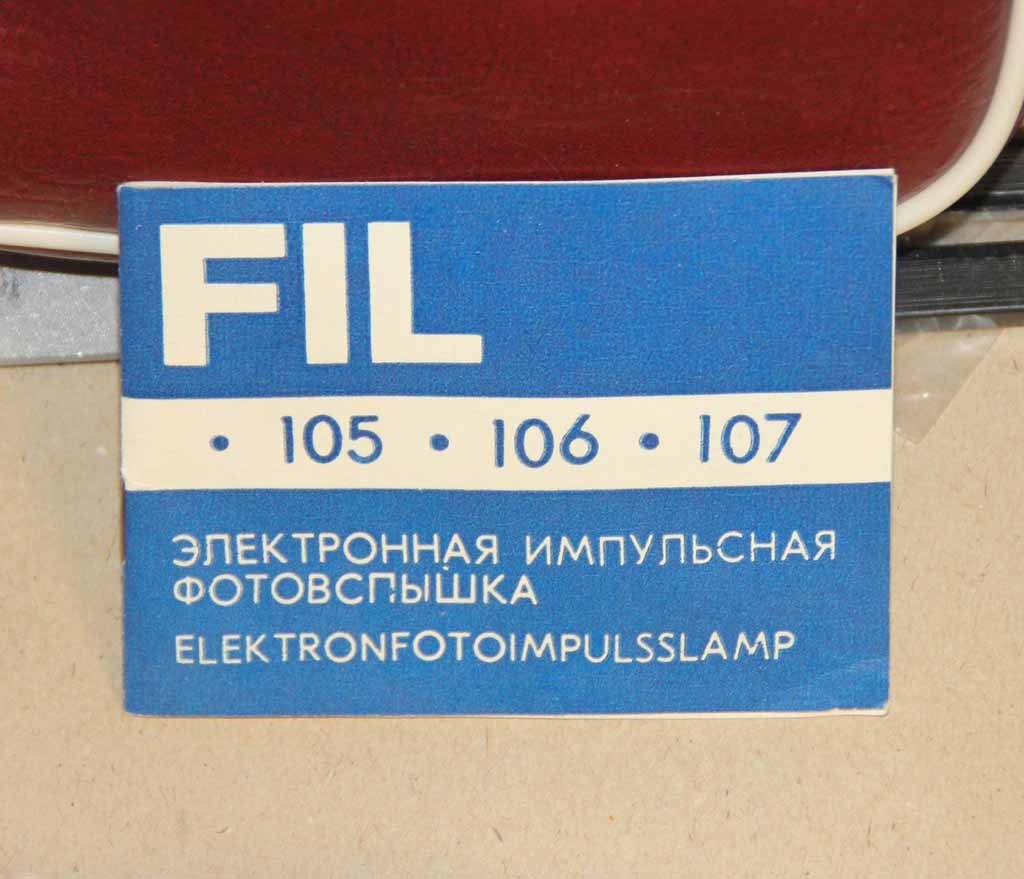 FIL
• 105 • 106 • 107
ЭЛЕКТРОННАЯ ИМПУЛЬСНАЯ
ФОТОВСПЫШКА
ELEKTRONFOTOIMPULSSLAMP